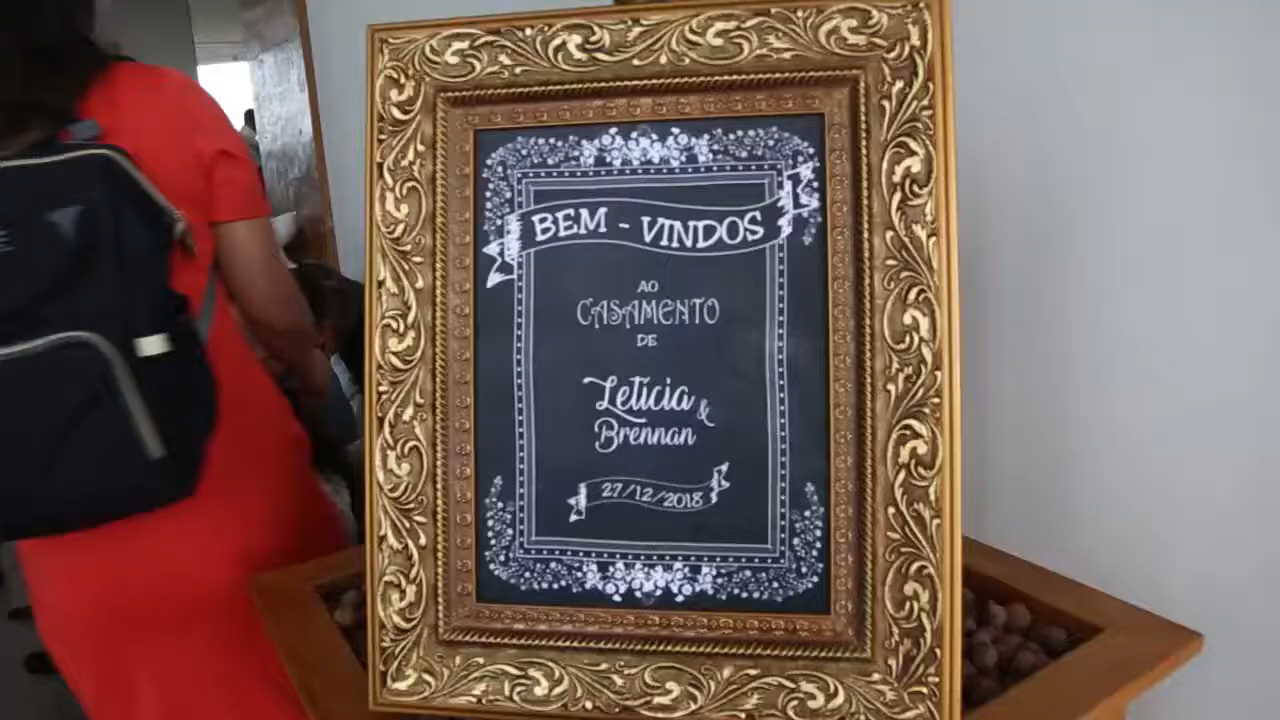 BEM - VINDOS
AO
CASAMENTO
DE
Letícia &
Brennan
27/12/2018